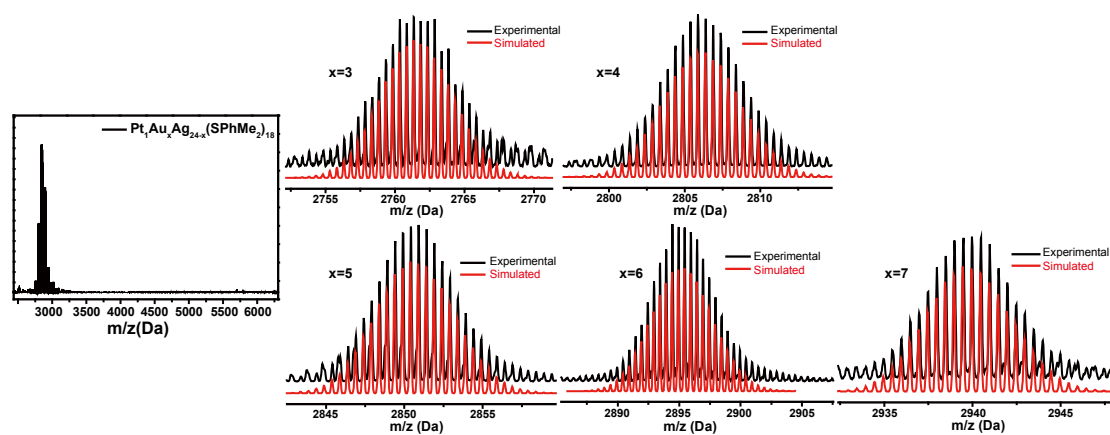 Pt₁AuₓAg₂₄₋ₓ(SPhMe₂)₁₈
3000 3500 4000 4500 5000 5500 6000
m/z(Da)
x=3
Experimental
Simulated
2755 2760 2765 2770
m/z (Da)
x=4
Experimental
Simulated
2800 2805 2810
m/z (Da)
x=5
Experimental
Simulated
2845 2850 2855
m/z (Da)
x=6
Experimental
Simulated
2890 2895 2900 2905
m/z (Da)
x=7
Experimental
Simulated
2935 2940 2945
m/z (Da)